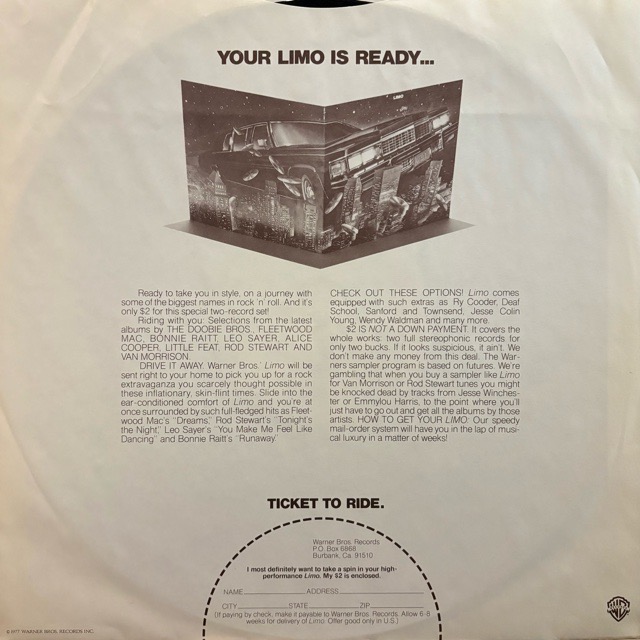 YOUR LIMO IS READY...
LIMO
Ready to take you in style, on a journey with
some of the biggest names in rock 'n' roll. And it's
only $2 for this special two-record set!
Riding with you: Selections from the latest
albums by THE DOOBIE BROS., FLEETWOOD
MAC, BONNIE RAITT, LEO SAYER, ALICE
COOPER, LITTLE FEAT, ROD STEWART AND
VAN MORRISON.
DRIVE IT AWAY. Warner Bros.' Limo will be
sent right to your home to pick you up for a rock
extravaganza you scarcely thought possible in
these inflationary, skin-flint times. Slide into the
ear-conditioned comfort of Limo and you're at
once surrounded by such full-fledged hits as Fleet-
wood Mac's "Dreams," Rod Stewart's "Tonight's
the Night," Leo Sayer's "You Make Me Feel Like
Dancing" and Bonnie Raitt's "Runaway."
CHECK OUT THESE OPTIONS! Limo comes
equipped with such extras as Ry Cooder, Deaf
School, Sanford and Townsend, Jesse Colin
Young, Wendy Waldman and many more.
$2 IS NOT A DOWN PAYMENT. It covers the
whole works: two full stereophonic records for
only two bucks. If it looks suspicious, it ain't. We
don't make any money from this deal. The War-
ners sampler program is based on futures. We're
gambling that when you buy a sampler like Limo
for Van Morrison or Rod Stewart tunes you might
be knocked dead by tracks from Jesse Winches-
ter or Emmylou Harris, to the point where you'll
just have to go out and get all the albums by those
artists. HOW TO GET YOUR LIMO: Our speedy
mail-order system will have you in the lap of musi-
cal luxury in a matter of weeks!
TICKET TO RIDE.
Warner Bros. Records
P.O. Box 6868
Burbank, Ca. 91510
I most definitely want to take a spin in your high-
performance Limo. My $2 is enclosed.
NAME ADDRESS
CITY STATE ZIP
(If paying by check, make it payable to Warner Bros. Records. Allow 6-8
weeks for delivery of Limo. Offer good only in U.S.)
© 1977 WARNER BROS. RECORDS INC.